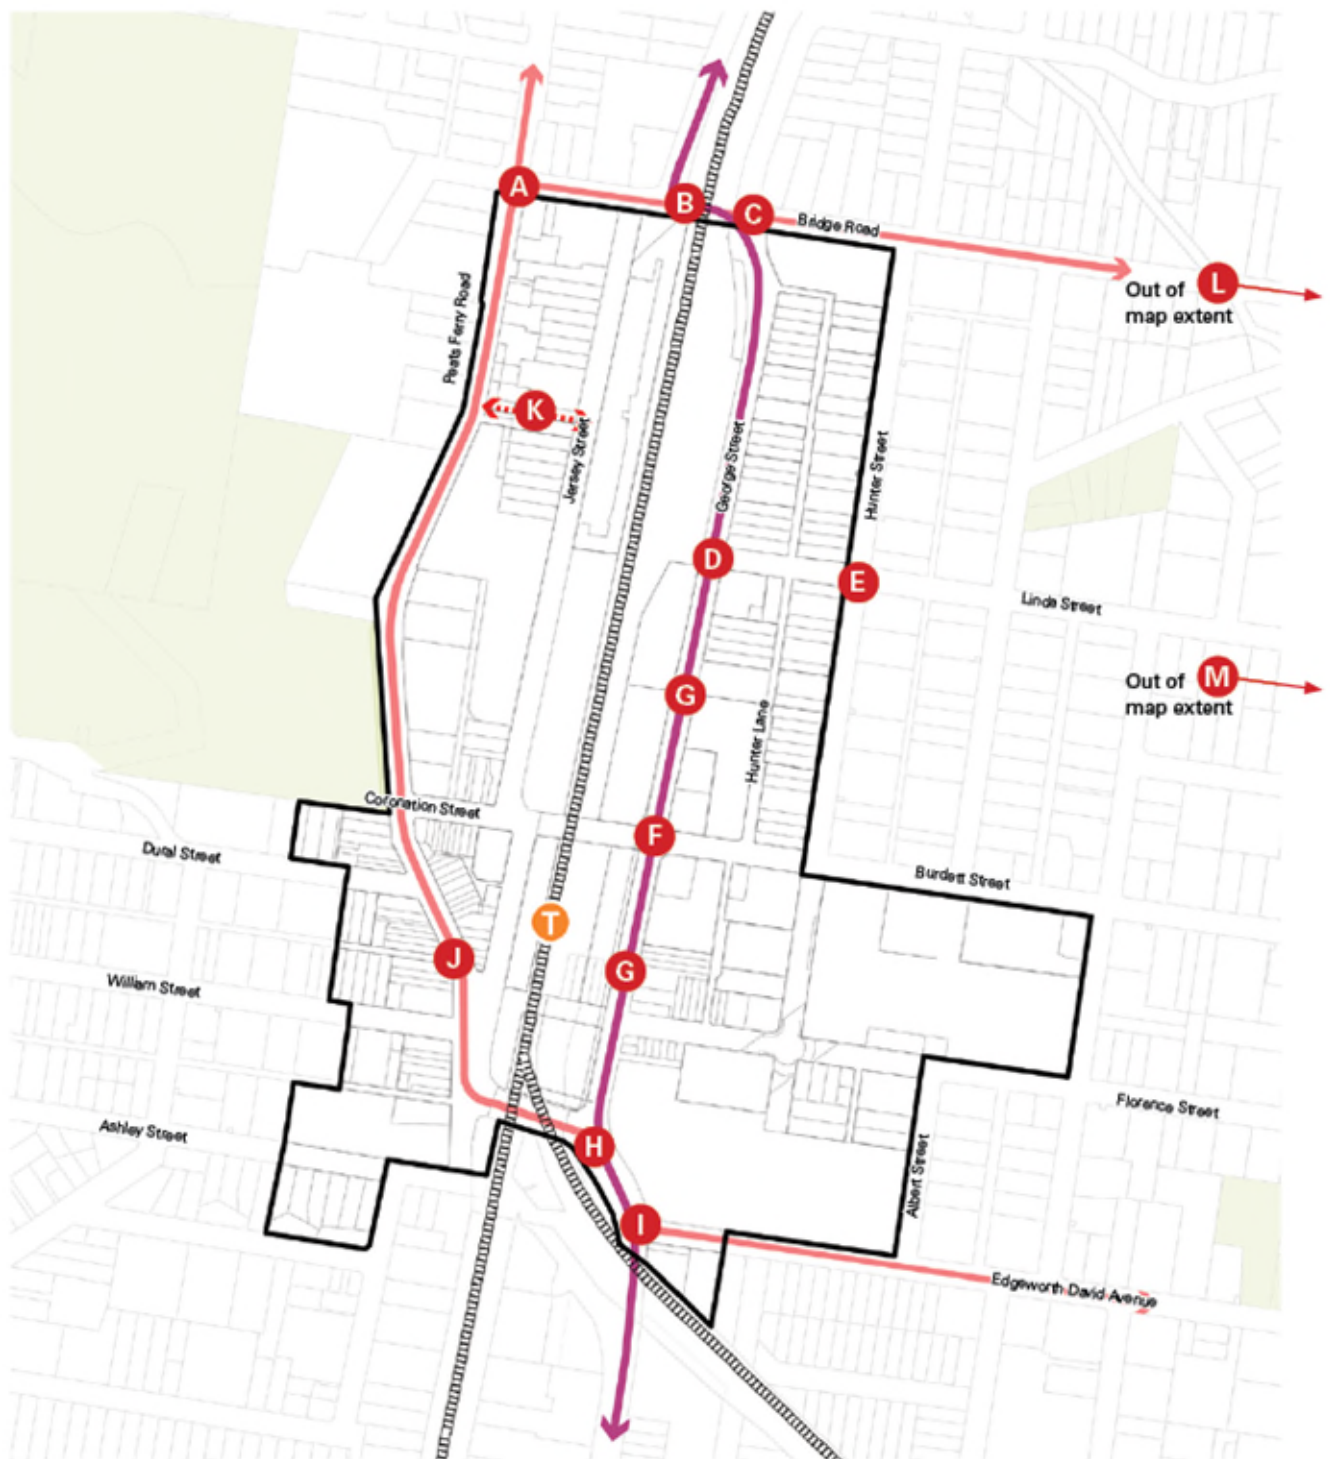 A
B
C
Bridge Road
L
Out of
map extent
Peats Ferry Road
K
Jersey Street
George Street
Hunter Street
D
E
Linda Street
M
Out of
map extent
G
Hunter Lane
Coronation Street
F
Dural Street
Burdett Street
T
J
G
William Street
Florence Street
Ashley Street
H
Albert Street
I
Edgeworth David Avenue